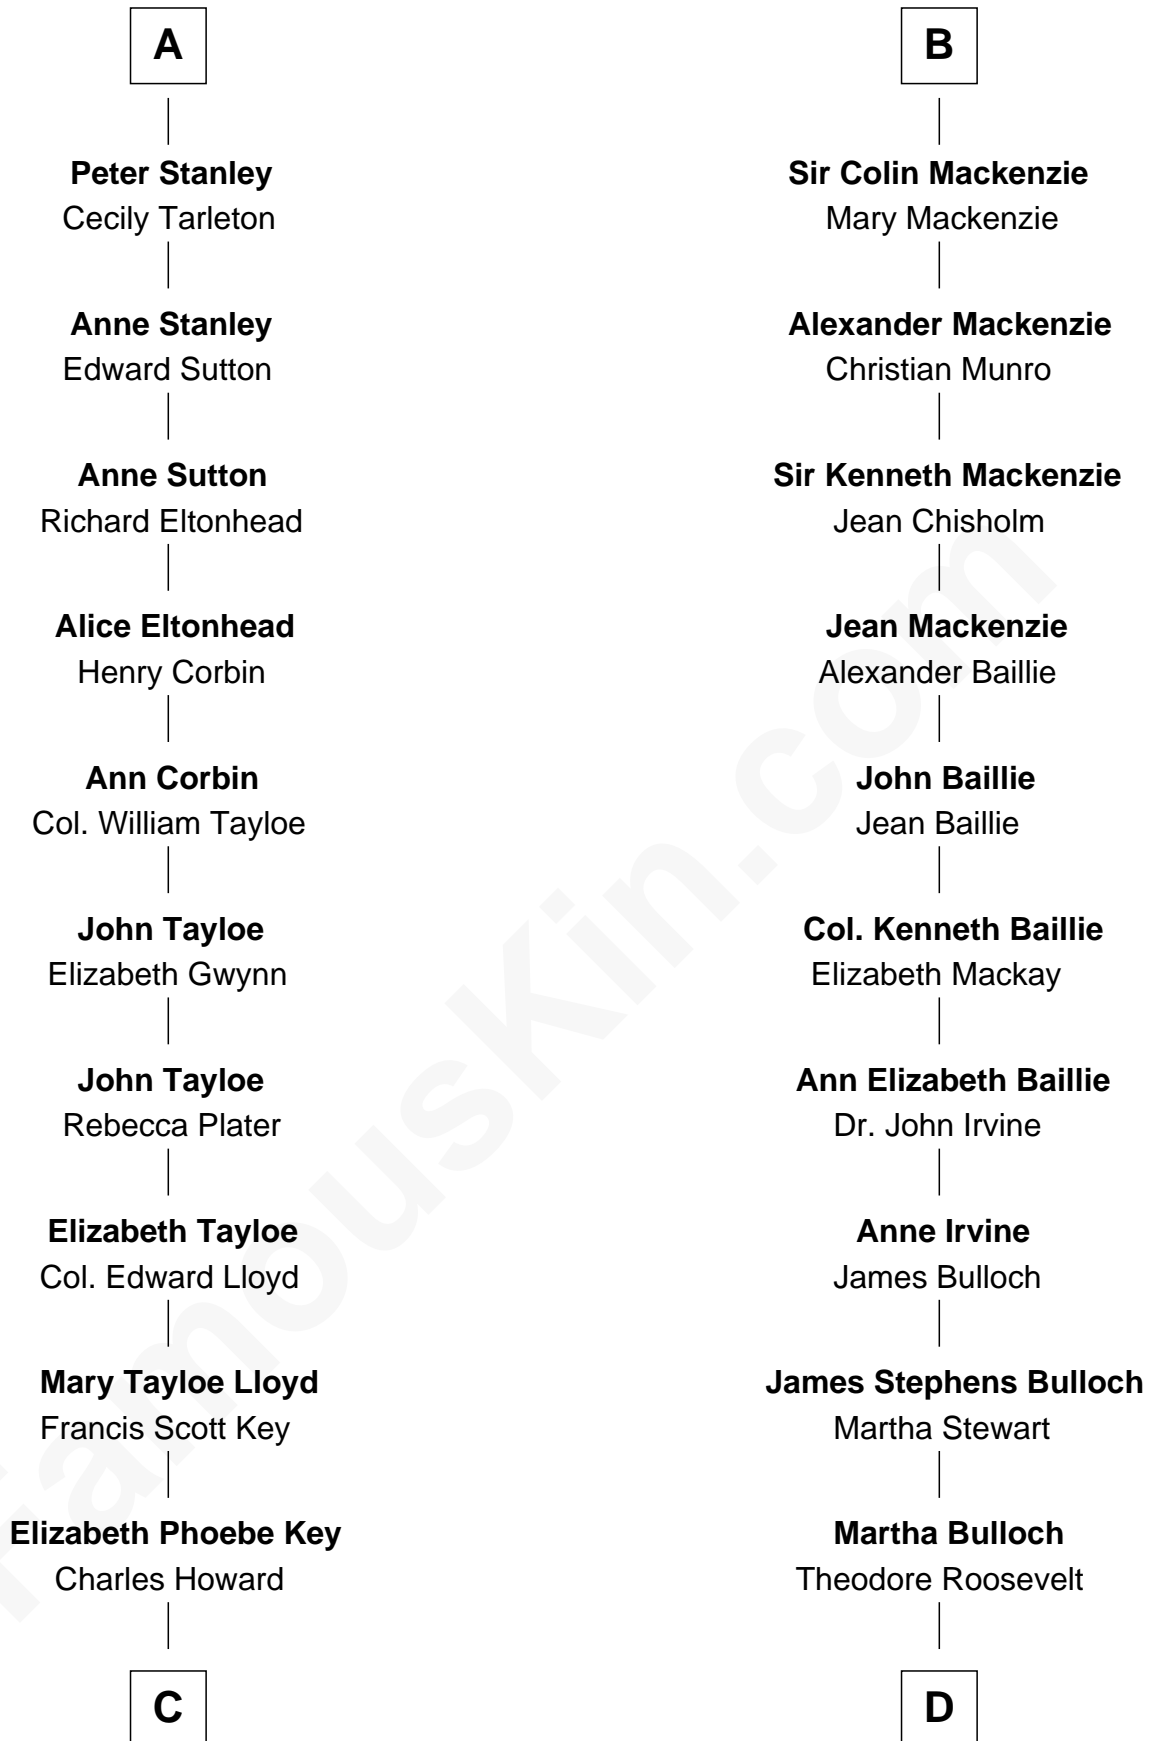 A
Peter Stanley
Cecily Tarleton
Anne Stanley
Edward Sutton
Anne Sutton
Richard Eltonhead
Alice Eltonhead
Henry Corbin
Ann Corbin
Col. William Tayloe
John Tayloe
Elizabeth Gwynn
John Tayloe
Rebecca Plater
Elizabeth Tayloe
Col. Edward Lloyd
Mary Tayloe Lloyd
Francis Scott Key
Elizabeth Phoebe Key
Charles Howard
C
B
Sir Colin Mackenzie
Mary Mackenzie
Alexander Mackenzie
Christian Munro
Sir Kenneth Mackenzie
Jean Chisholm
Jean Mackenzie
Alexander Baillie
John Baillie
Jean Baillie
Col. Kenneth Baillie
Elizabeth Mackay
Ann Elizabeth Baillie
Dr. John Irvine
Anne Irvine
James Bulloch
James Stephens Bulloch
Martha Stewart
Martha Bulloch
Theodore Roosevelt
D
FamousKin.com